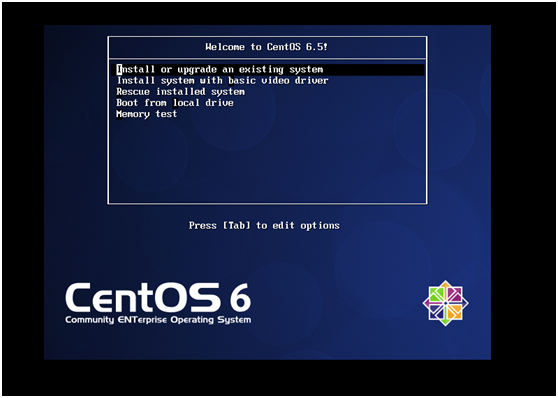 Welcome to CentOS 6.5!
Install or upgrade an existing system
Install system with basic video driver
Rescue installed system
Boot from local drive
Memory test
Press [Tab] to edit options
CentOS 6
Community ENTerprise Operating System